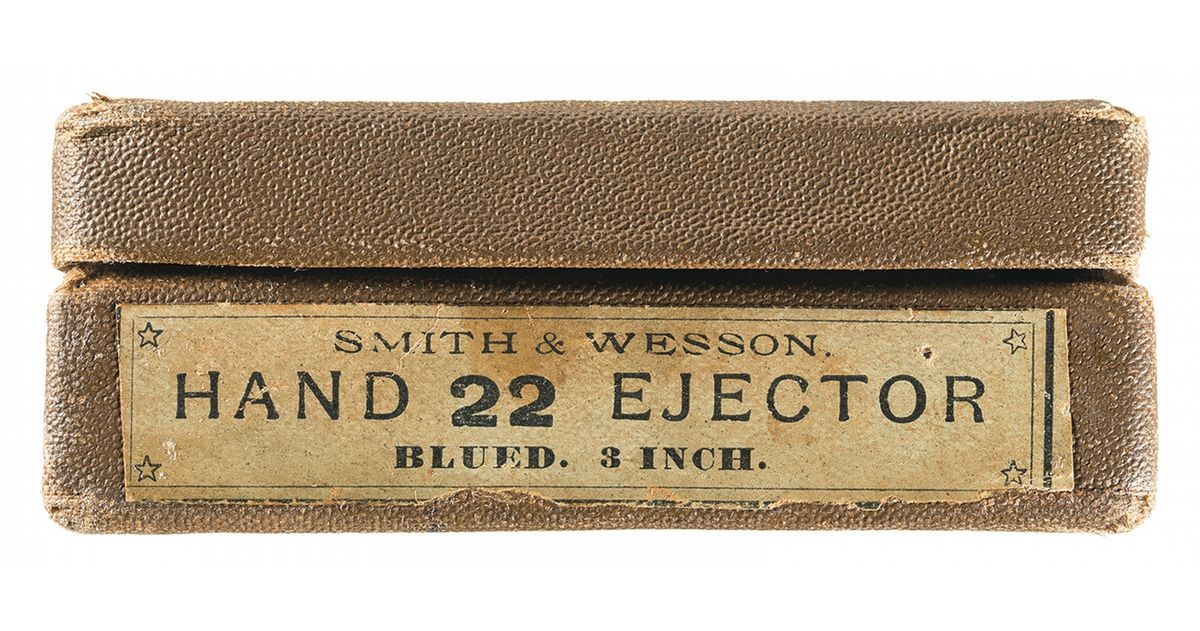 SMITH & WESSON.
HAND 22 EJECTOR
BLUED. 3 INCH.